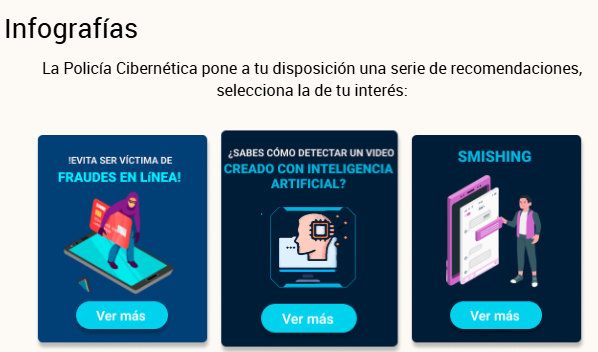 Infografías
La Policía Cibernética pone a tu disposición una serie de recomendaciones,
selecciona la de tu interés:
!EVITA SER VÍCTIMA DE
FRAUDES EN LíNEA!
Ver más
¿SABES CÓMO DETECTAR UN VIDEO
CREADO CON INTELIGENCIA
ARTIFICIAL?
Ver más
SMISHING
Ver más